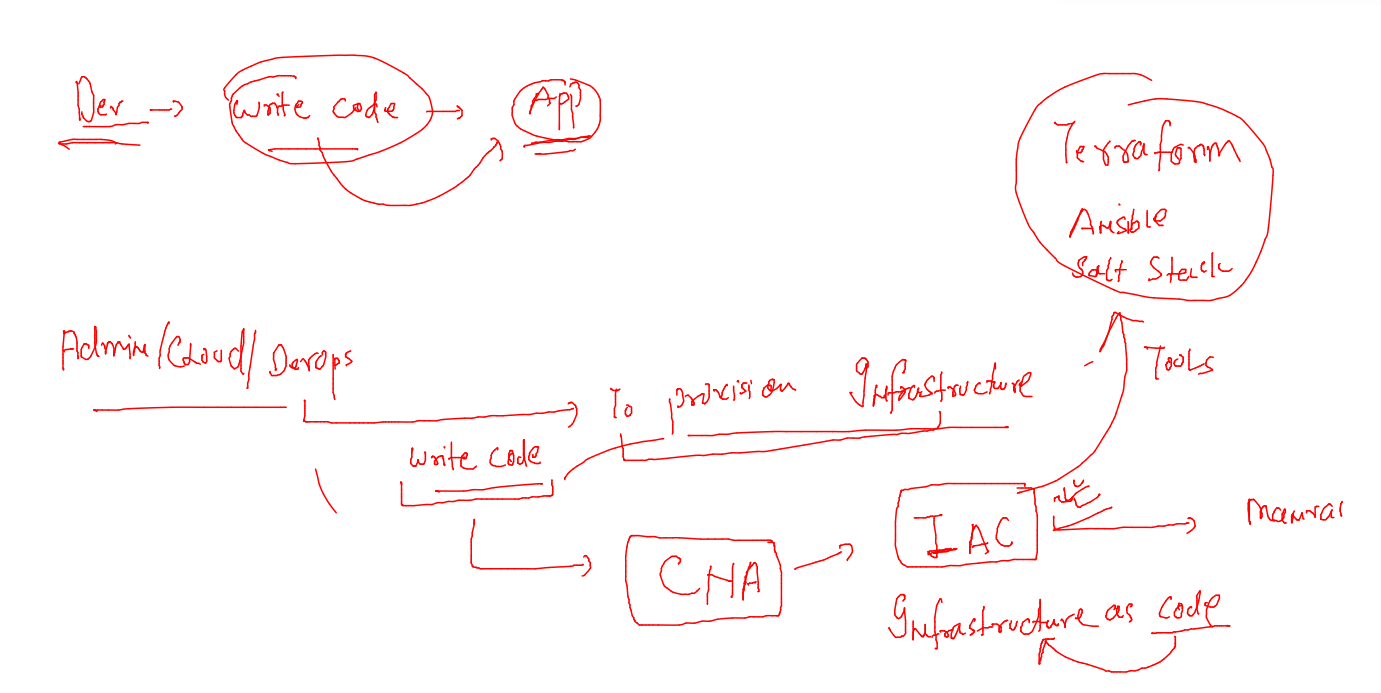 Dev → write code → App
Terraform
Ansible
Salt Stack
Admin/Cloud/Devops
To provision Infrastructure
Tools
write code
CHA → IAC → manual
Infrastructure as code